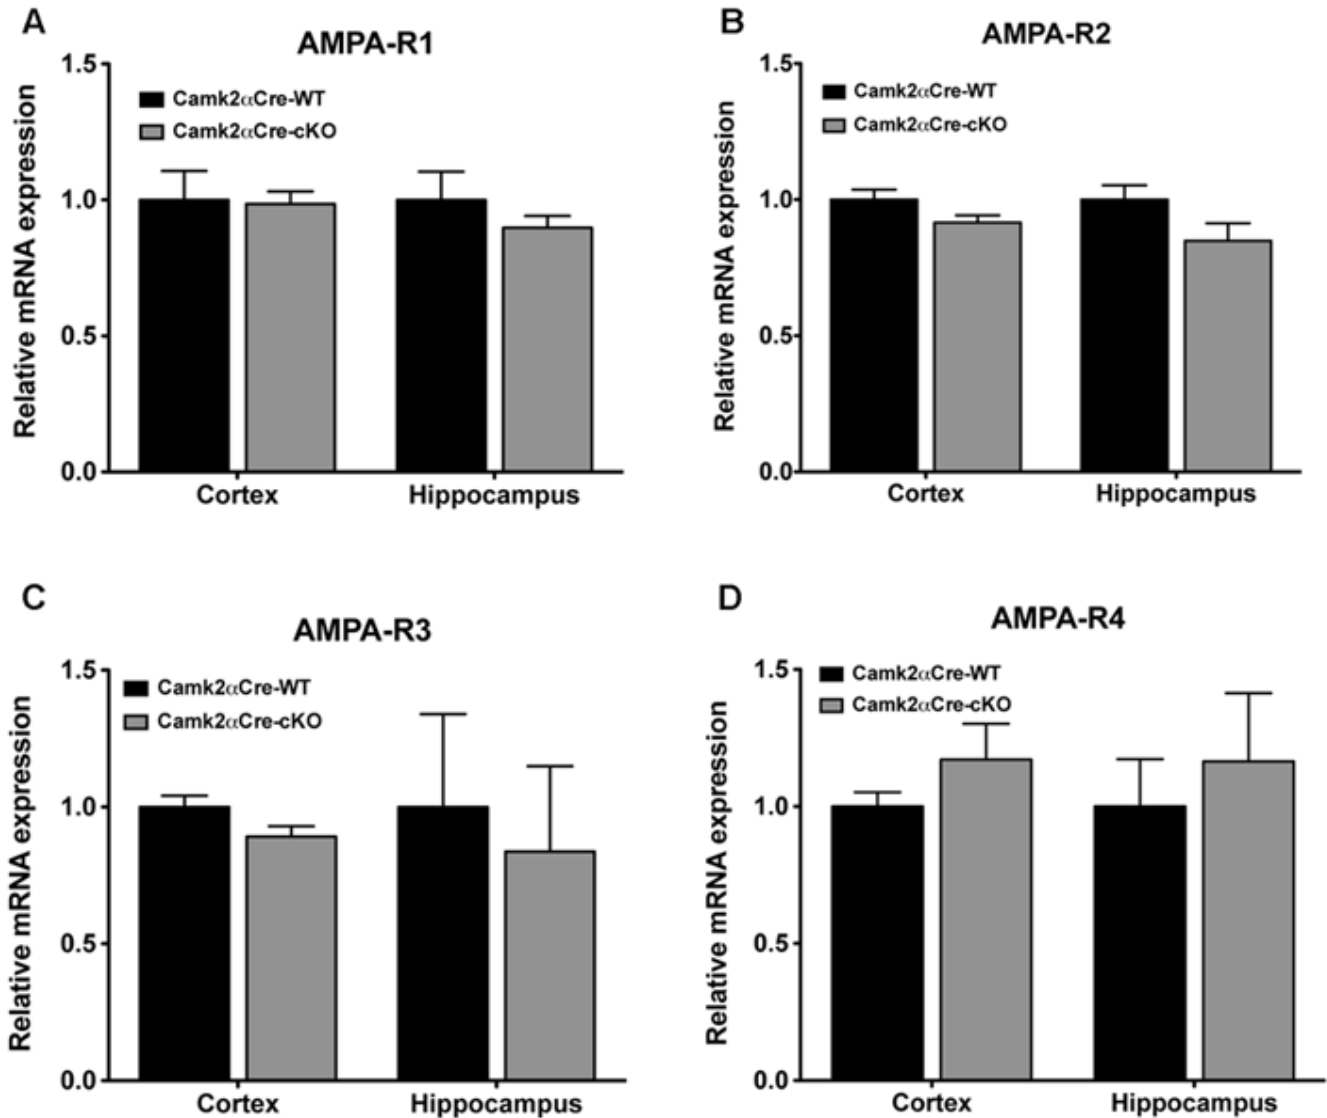 A
AMPA-R1
Relative mRNA expression
1.5
1.0
0.5
0.0
Camk2αCre-WT
Camk2αCre-cKO
Cortex
Hippocampus
B
AMPA-R2
Relative mRNA expression
1.5
1.0
0.5
0.0
Camk2αCre-WT
Camk2αCre-cKO
Cortex
Hippocampus
C
AMPA-R3
Relative mRNA expression
1.5
1.0
0.5
0.0
Camk2αCre-WT
Camk2αCre-cKO
Cortex
Hippocampus
D
AMPA-R4
Relative mRNA expression
1.5
1.0
0.5
0.0
Camk2αCre-WT
Camk2αCre-cKO
Cortex
Hippocampus